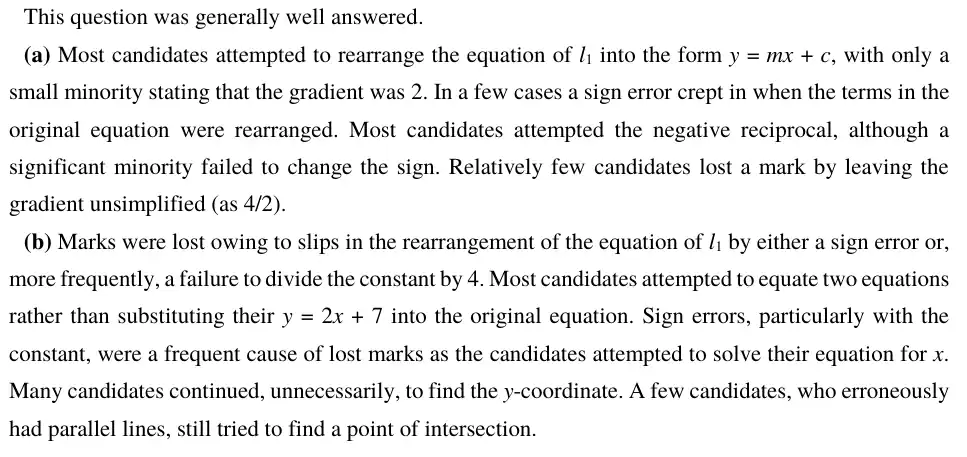 This question was generally well answered.
(a) Most candidates attempted to rearrange the equation of l₁ into the form y = mx + c, with only a
small minority stating that the gradient was 2. In a few cases a sign error crept in when the terms in the
original equation were rearranged. Most candidates attempted the negative reciprocal, although a
significant minority failed to change the sign. Relatively few candidates lost a mark by leaving the
gradient unsimplified (as 4/2).
(b) Marks were lost owing to slips in the rearrangement of the equation of l₁ by either a sign error or,
more frequently, a failure to divide the constant by 4. Most candidates attempted to equate two equations
rather than substituting their y = 2x + 7 into the original equation. Sign errors, particularly with the
constant, were a frequent cause of lost marks as the candidates attempted to solve their equation for x.
Many candidates continued, unnecessarily, to find the y-coordinate. A few candidates, who erroneously
had parallel lines, still tried to find a point of intersection.